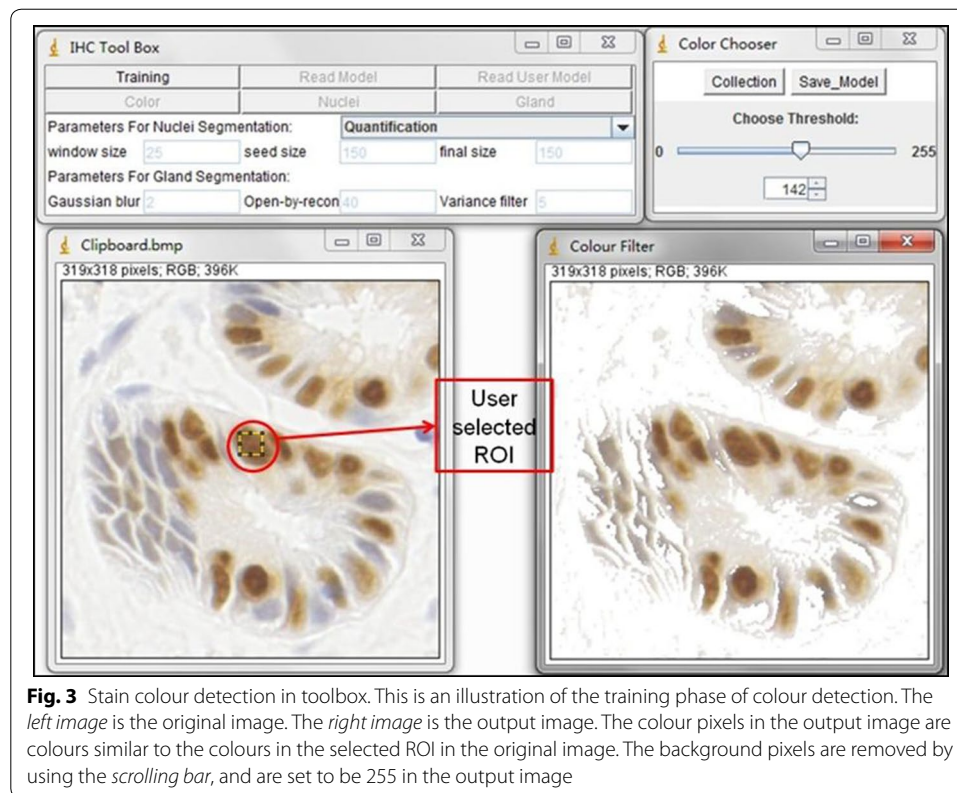 IHC Tool Box
Training Read Model Read User Model
Color Nuclei Gland
Parameters For Nuclei Segmentation: Quantification
window size 25 seed size 150 final size 150
Parameters For Gland Segmentation:
Gaussian blur 2 Open-by-recon 40 Variance filter 5
Color Chooser
Collection Save_Model
Choose Threshold:
0 255
142
Clipboard.bmp
319x318 pixels; RGB; 396K
User
selected
ROI
Colour Filter
319x318 pixels; RGB; 396K
Fig. 3 Stain colour detection in toolbox. This is an illustration of the training phase of colour detection. The
left image is the original image. The right image is the output image. The colour pixels in the output image are
colours similar to the colours in the selected ROI in the original image. The background pixels are removed by
using the scrolling bar, and are set to be 255 in the output image